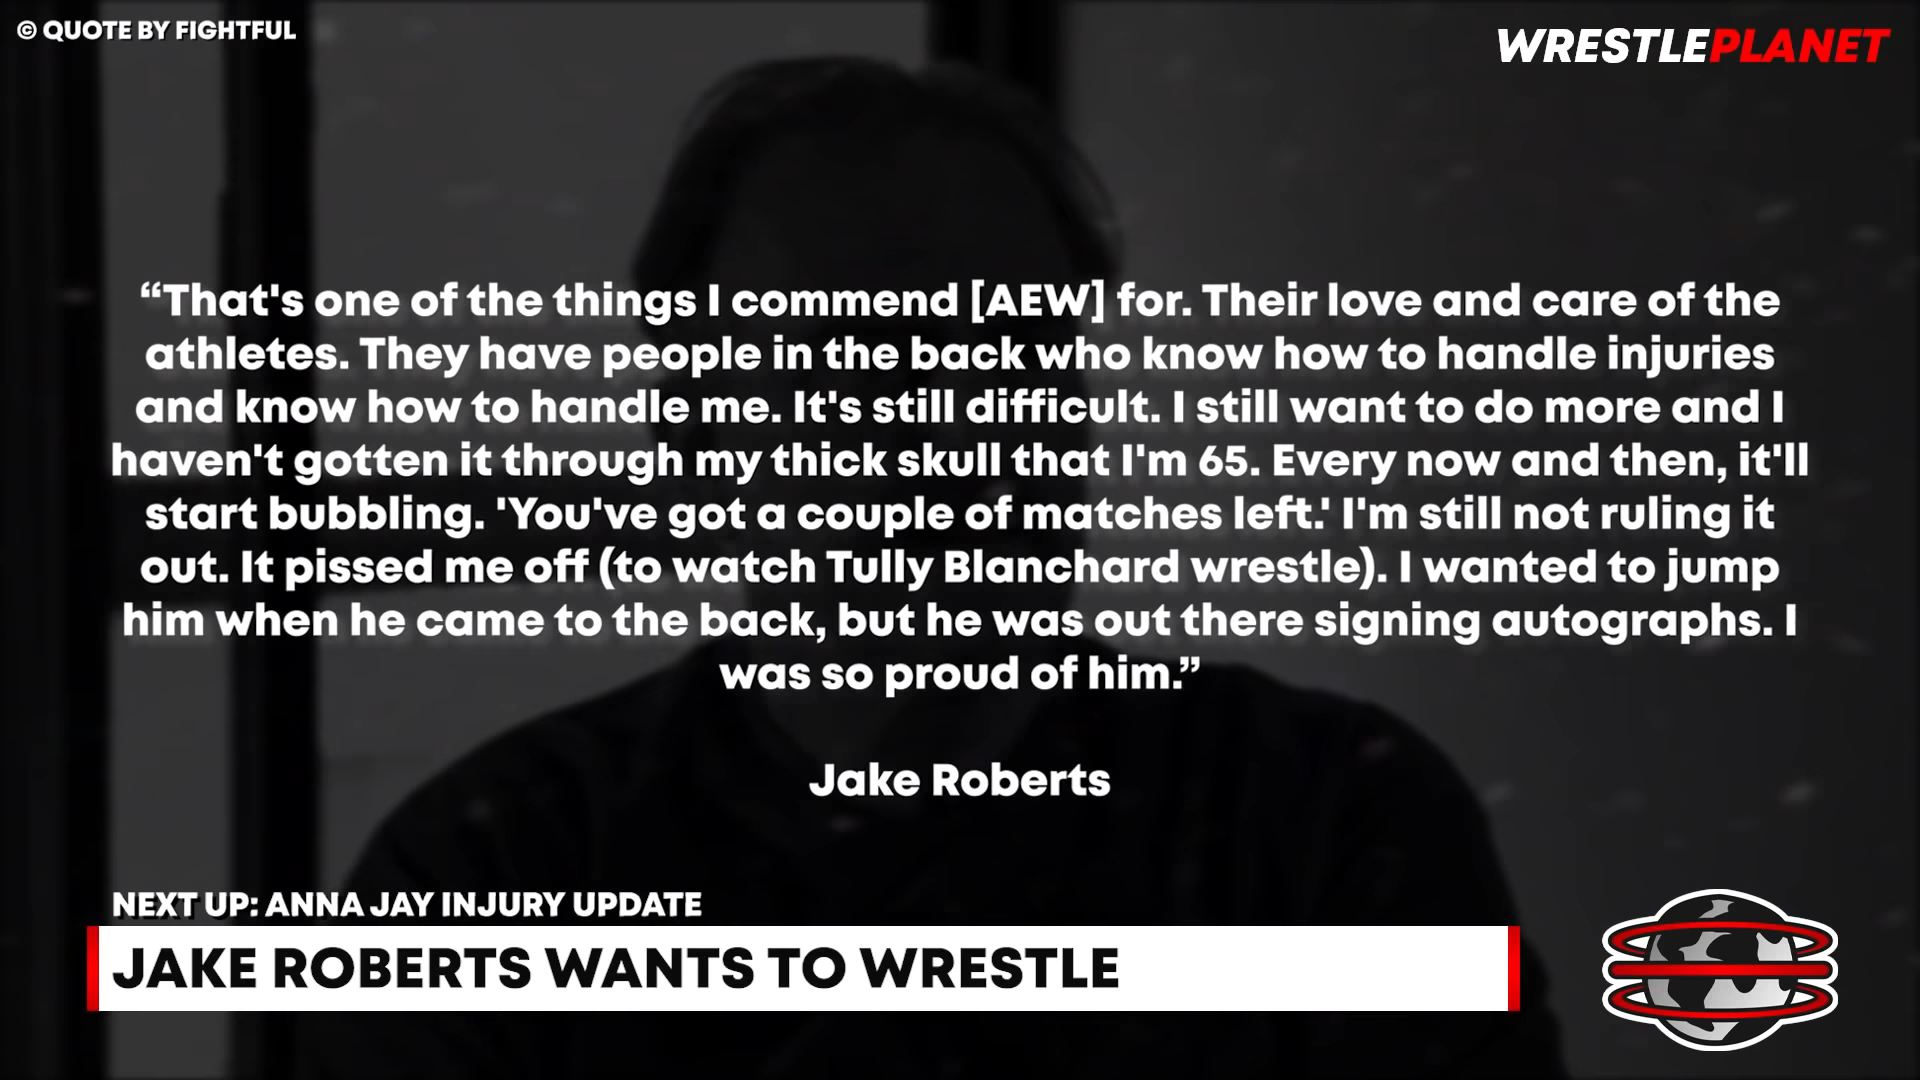 © QUOTE BY FIGHTFUL
WRESTLEPLANET
“That's one of the things I commend [AEW] for. Their love and care of the
athletes. They have people in the back who know how to handle injuries
and know how to handle me. It's still difficult. I still want to do more and I
haven't gotten it through my thick skull that I'm 65. Every now and then, it'll
start bubbling. 'You've got a couple of matches left.' I'm still not ruling it
out. It pissed me off (to watch Tully Blanchard wrestle). I wanted to jump
him when he came to the back, but he was out there signing autographs. I
was so proud of him.”
Jake Roberts
NEXT UP: ANNA JAY INJURY UPDATE
JAKE ROBERTS WANTS TO WRESTLE